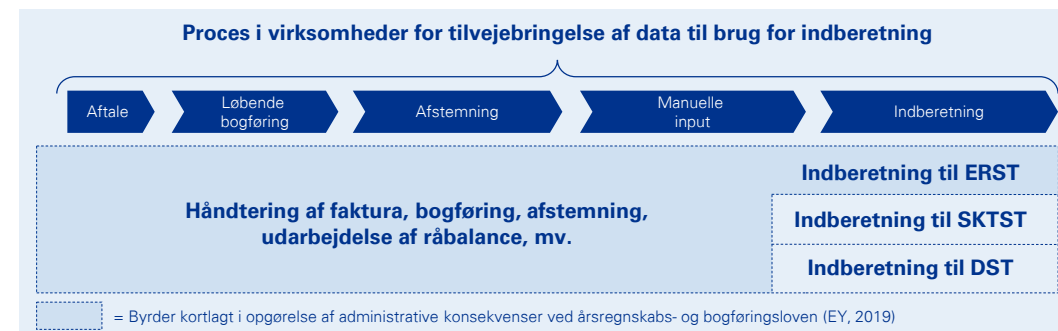 Proces i virksomheder for tilvejebringelse af data til brug for indberetning
Aftale
Løbende
bogføring
Afstemning
Manuelle
input
Indberetning
Håndtering af faktura, bogføring, afstemning,
udarbejdelse af råbalance, mv.
Indberetning til ERST
Indberetning til SKTST
Indberetning til DST
= Byrder kortlagt i opgørelse af administrative konsekvenser ved årsregnskabs- og bogføringsloven (EY, 2019)